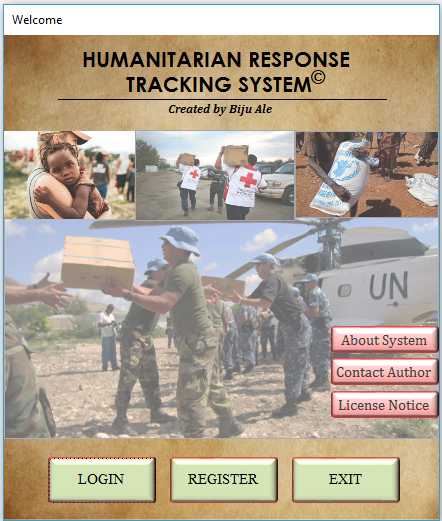 Welcome
HUMANITARIAN RESPONSE
TRACKING SYSTEM©
Created by Biju Ale
UN
About System
Contact Author
License Notice
LOGIN
REGISTER
EXIT